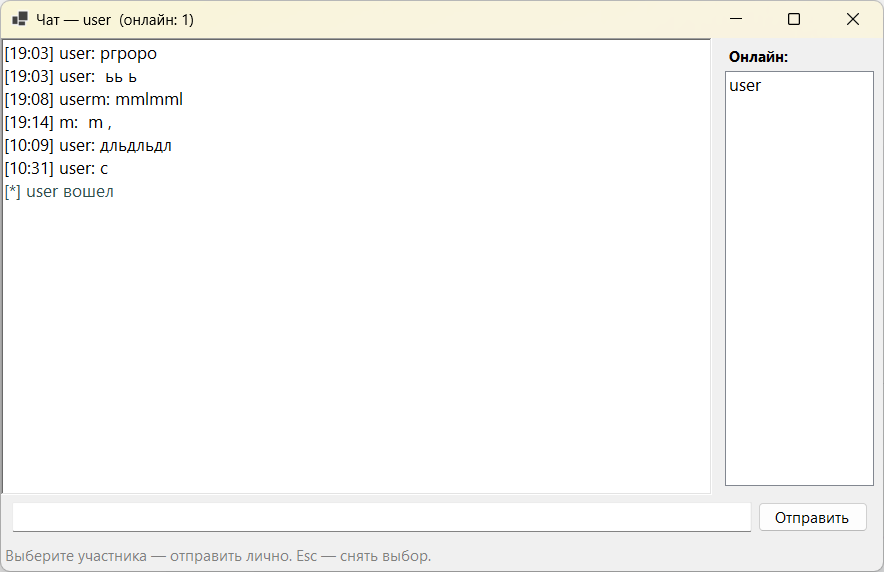 Чат — user (онлайн: 1)
[19:03] user: ргроро
[19:03] user:  ьь ь
[19:08] userm: mmlmml
[19:14] m:  m ,
[10:09] user: дльдльдл
[10:31] user: с
[*] user вошел
Онлайн:
user
Отправить
Выберите участника — отправить лично. Esc — снять выбор.